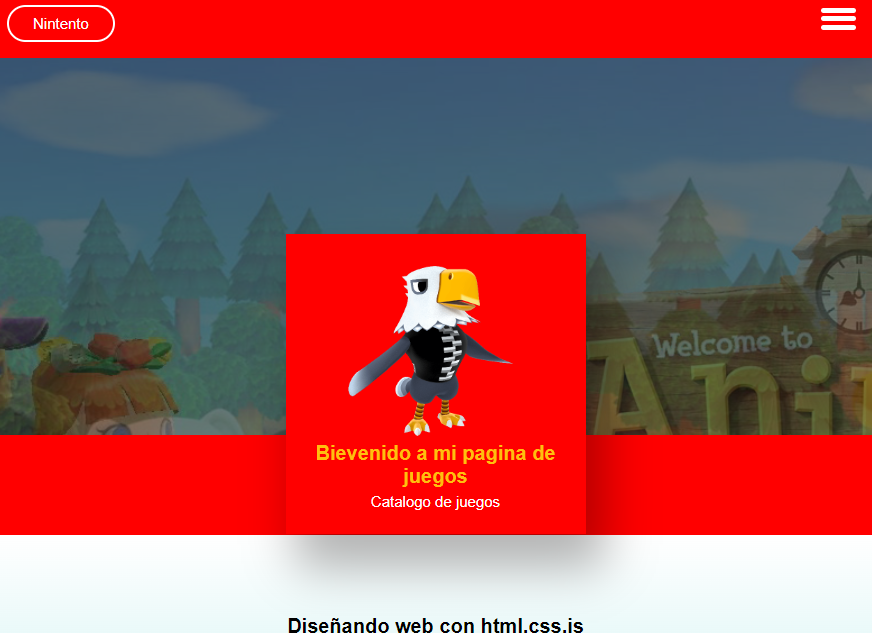 Nintento
Welcome to
Ani
Bievenido a mi pagina de
juegos
Catalogo de juegos
Diseñando web con html.css.js